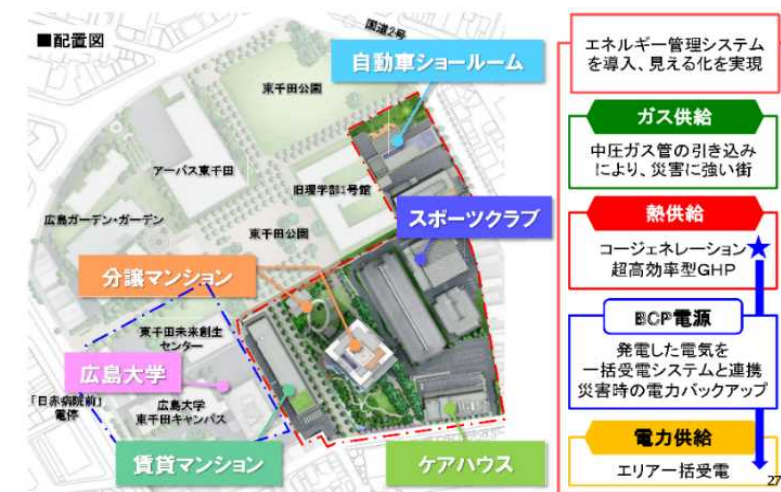 ■配置図
国道2号
自動車ショールーム
東千田公園
アーバス東千田
旧理学部1号館
広島ガーデン・ガーデン
東千田公園
スポーツクラブ
分譲マンション
東千田未来創生
センター
広島大学
「日赤病院前」
電停
広島大学
東千田キャンパス
賃貸マンション
ケアハウス
エネルギー管理システム
を導入、見える化を実現
ガス供給
中圧ガス管の引き込み
により、災害に強い街
熱供給
コージェネレーション
超高効率型GHP
BCP電源
発電した電気を
一括受電システムと連携
災害時の電力バックアップ
電力供給
エリア一括受電
27